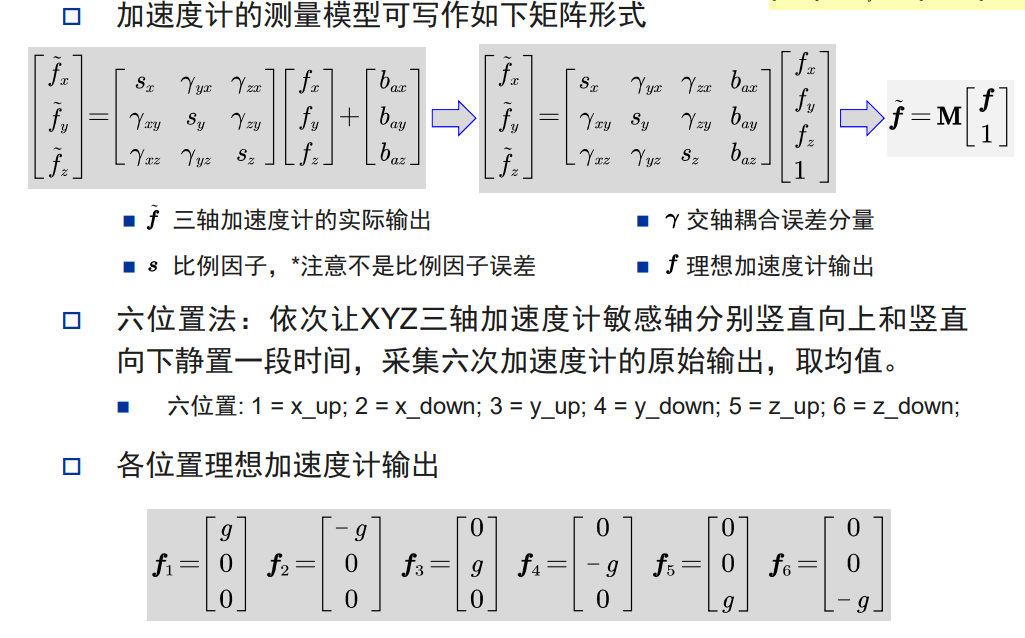 □ 加速度计的测量模型可写作如下矩阵形式
$$\begin{bmatrix} \tilde{f}_x \\ \tilde{f}_y \\ \tilde{f}_z \end{bmatrix} = \begin{bmatrix} s_x & \gamma_{yx} & \gamma_{zx} \\ \gamma_{xy} & s_y & \gamma_{zy} \\ \gamma_{xz} & \gamma_{yz} & s_z \end{bmatrix} \begin{bmatrix} f_x \\ f_y \\ f_z \end{bmatrix} + \begin{bmatrix} b_{ax} \\ b_{ay} \\ b_{az} \end{bmatrix} \Rightarrow \begin{bmatrix} \tilde{f}_x \\ \tilde{f}_y \\ \tilde{f}_z \end{bmatrix} = \begin{bmatrix} s_x & \gamma_{yx} & \gamma_{zx} & b_{ax} \\ \gamma_{xy} & s_y & \gamma_{zy} & b_{ay} \\ \gamma_{xz} & \gamma_{yz} & s_z & b_{az} \end{bmatrix} \begin{bmatrix} f_x \\ f_y \\ f_z \\ 1 \end{bmatrix} \Rightarrow \tilde{\boldsymbol{f}} = \mathbf{M} \begin{bmatrix} \boldsymbol{f} \\ 1 \end{bmatrix}$$
■ $\tilde{\boldsymbol{f}}$ 三轴加速度计的实际输出 ■ γ 交轴耦合误差分量
■ s 比例因子，*注意不是比例因子误差 ■ f 理想加速度计输出
□ 六位置法：依次让XYZ三轴加速度计敏感轴分别竖直向上和竖直
向下静置一段时间，采集六次加速度计的原始输出，取均值。
■ 六位置: 1 = x_up; 2 = x_down; 3 = y_up; 4 = y_down; 5 = z_up; 6 = z_down;
□ 各位置理想加速度计输出
$$\boldsymbol{f}_1 = \begin{bmatrix} g \\ 0 \\ 0 \end{bmatrix} \boldsymbol{f}_2 = \begin{bmatrix} -g \\ 0 \\ 0 \end{bmatrix} \boldsymbol{f}_3 = \begin{bmatrix} 0 \\ g \\ 0 \end{bmatrix} \boldsymbol{f}_4 = \begin{bmatrix} 0 \\ -g \\ 0 \end{bmatrix} \boldsymbol{f}_5 = \begin{bmatrix} 0 \\ 0 \\ g \end{bmatrix} \boldsymbol{f}_6 = \begin{bmatrix} 0 \\ 0 \\ -g \end{bmatrix}$$